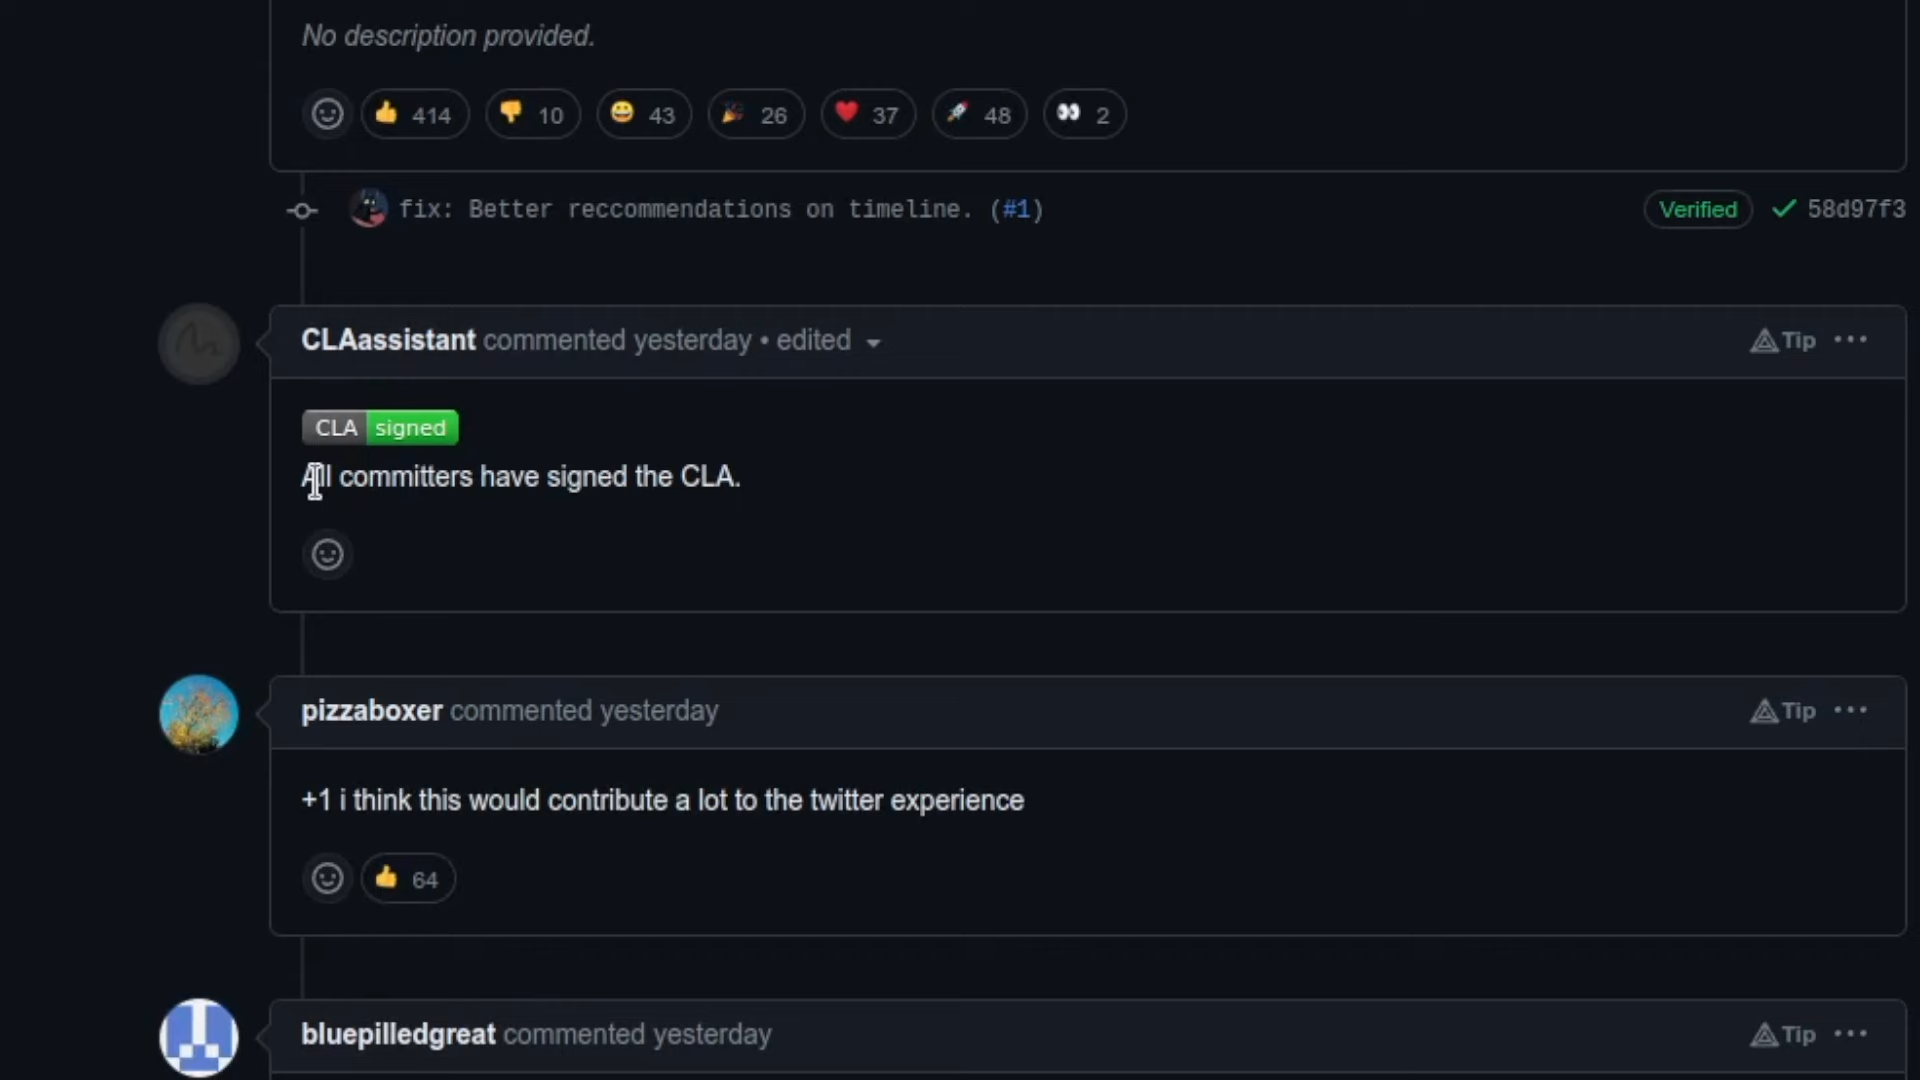 No description provided.
👍 414 👎 10 😄 43 🎉 26 ❤️ 37 🚀 48 👀 2
fix: Better reccommendations on timeline. (#1) Verified 58d97f3
CLAassistant commented yesterday • edited Tip
CLA signed
All committers have signed the CLA.
pizzaboxer commented yesterday Tip
+1 i think this would contribute a lot to the twitter experience
👍 64
bluepilledgreat commented yesterday Tip